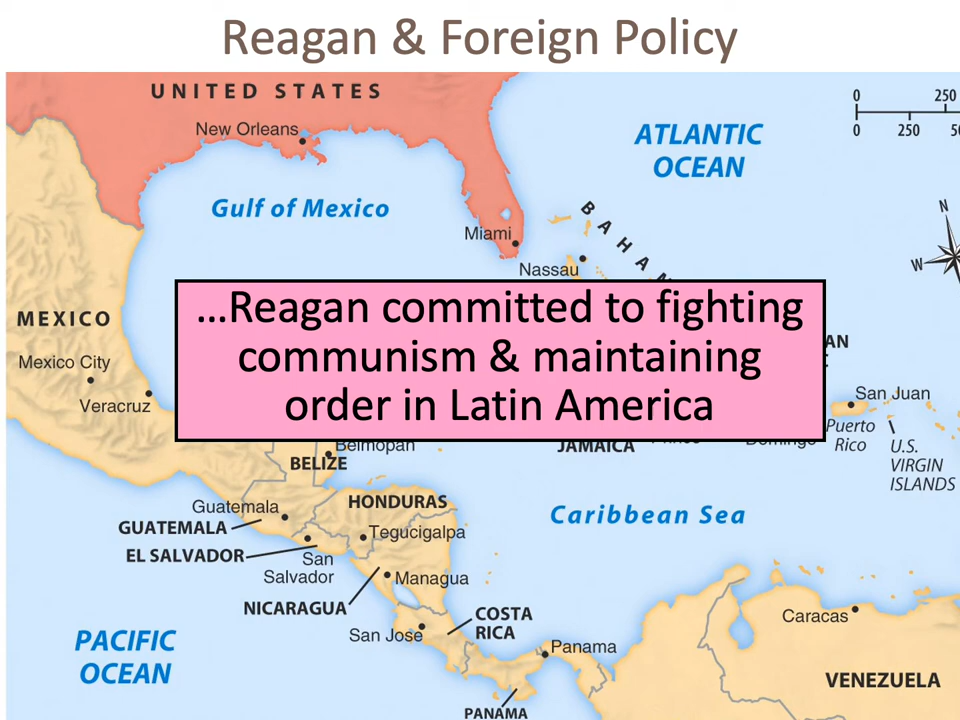 Reagan & Foreign Policy
UNITED STATES
New Orleans
ATLANTIC
OCEAN
0 250
0 250
Gulf of Mexico
BAHAM
N
W
Miami
Nassau
…Reagan committed to fighting
communism & maintaining
order in Latin America
MEXICO
Mexico City
Veracruz
San Juan
Puerto
Rico
U.S.
VIRGIN
ISLANDS
JAMAICA
Belmopan
BELIZE
HONDURAS
Guatemala
GUATEMALA
Tegucigalpa
EL SALVADOR
San
Salvador
Managua
NICARAGUA
Caribbean Sea
COSTA
RICA
San Jose
Panama
PANAMA
Caracas
VENEZUELA
PACIFIC
OCEAN